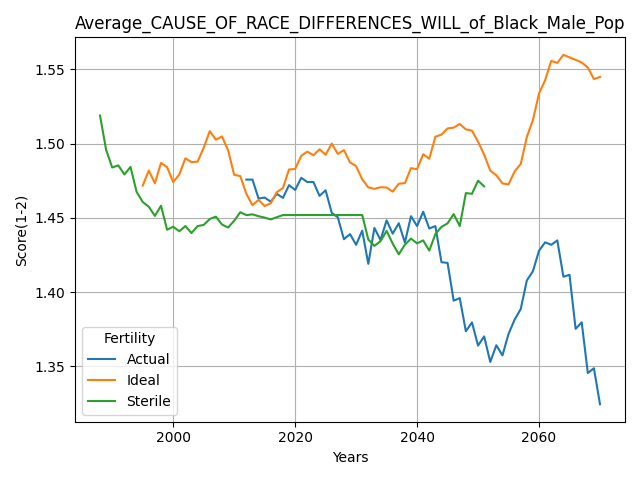 Average_CAUSE_OF_RACE_DIFFERENCES_WILL_of_Black_Male_Pop
1.55
1.50
1.45
1.40
1.35
Score(1-2)
Fertility
Actual
Ideal
Sterile
2000
2020
2040
2060
Years